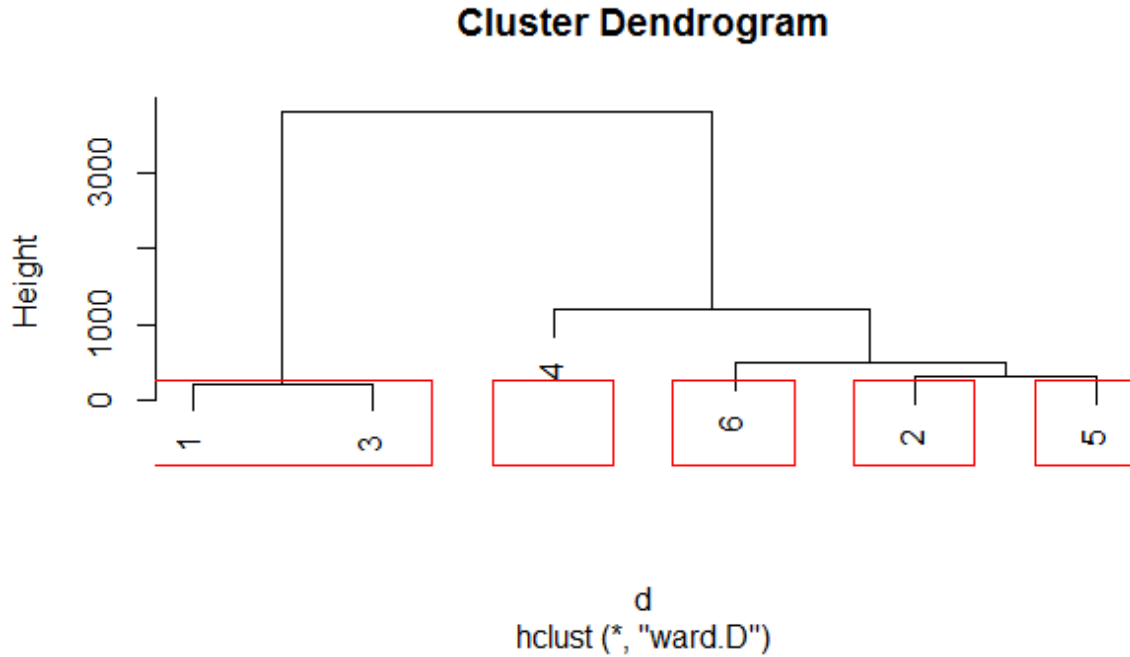 Cluster Dendrogram
Height
3000
1000
0
4
6
2
5
1
3
d
hclust (*, "ward.D")